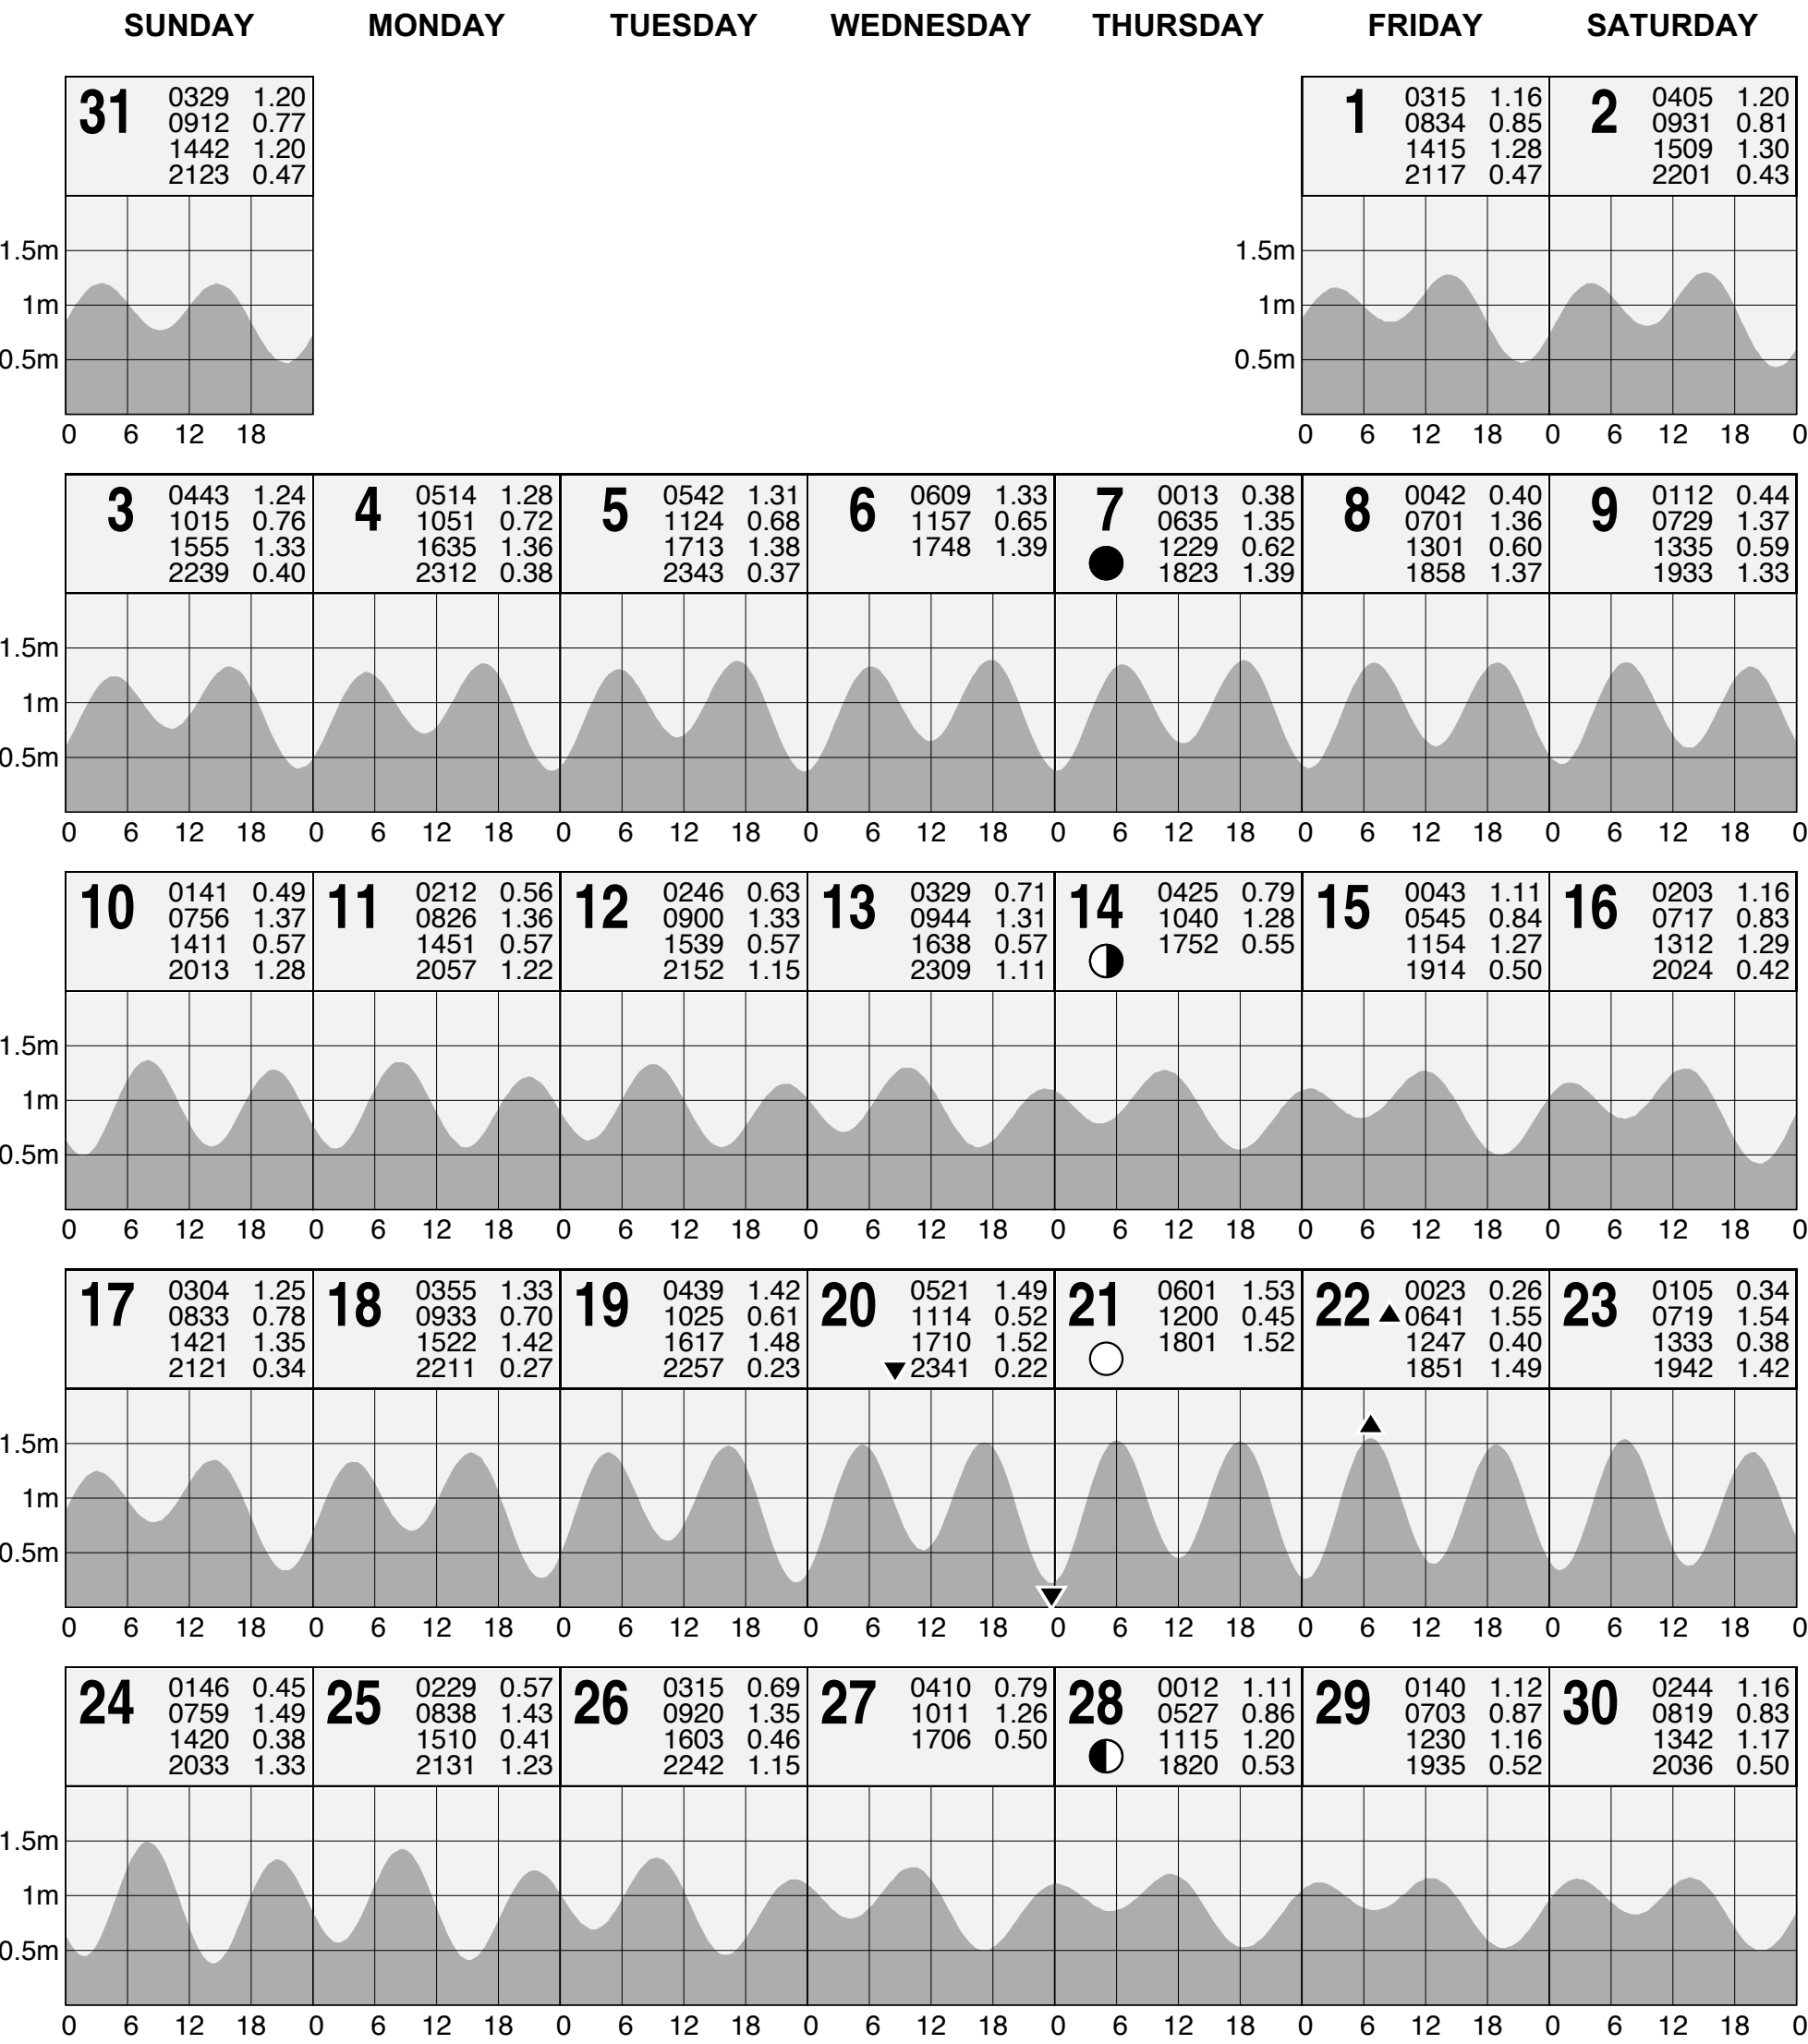 SUNDAY MONDAY TUESDAY WEDNESDAY THURSDAY FRIDAY SATURDAY
31 0329 1.20
0912 0.77
1442 1.20
2123 0.47
1 0315 1.16
0834 0.85
1415 1.28
2117 0.47
2 0405 1.20
0931 0.81
1509 1.30
2201 0.43
1.5m 1.5m
1m 1m
0.5m 0.5m
0 6 12 18 0 6 12 18 0 6 12 18 0
3 0443 1.24
1015 0.76
1555 1.33
2239 0.40
4 0514 1.28
1051 0.72
1635 1.36
2312 0.38
5 0542 1.31
1124 0.68
1713 1.38
2343 0.37
6 0609 1.33
1157 0.65
1748 1.39
7 0013 0.38
0635 1.35
1229 0.62
1823 1.39
8 0042 0.40
0701 1.36
1301 0.60
1858 1.37
9 0112 0.44
0729 1.37
1335 0.59
1933 1.33
1.5m
1m
0.5m
0 6 12 18 0 6 12 18 0 6 12 18 0 6 12 18 0 6 12 18 0 6 12 18 0 6 12 18 0
10 0141 0.49
0756 1.37
1411 0.57
2013 1.28
11 0212 0.56
0826 1.36
1451 0.57
2057 1.22
12 0246 0.63
0900 1.33
1539 0.57
2152 1.15
13 0329 0.71
0944 1.31
1638 0.57
2309 1.11
14 0425 0.79
1040 1.28
1752 0.55
15 0043 1.11
0545 0.84
1154 1.27
1914 0.50
16 0203 1.16
0717 0.83
1312 1.29
2024 0.42
1.5m
1m
0.5m
0 6 12 18 0 6 12 18 0 6 12 18 0 6 12 18 0 6 12 18 0 6 12 18 0 6 12 18 0
17 0304 1.25
0833 0.78
1421 1.35
2121 0.34
18 0355 1.33
0933 0.70
1522 1.42
2211 0.27
19 0439 1.42
1025 0.61
1617 1.48
2257 0.23
20 0521 1.49
1114 0.52
1710 1.52
2341 0.22
21 0601 1.53
1200 0.45
1801 1.52
22 0023 0.26
0641 1.55
1247 0.40
1851 1.49
23 0105 0.34
0719 1.54
1333 0.38
1942 1.42
1.5m
1m
0.5m
0 6 12 18 0 6 12 18 0 6 12 18 0 6 12 18 0 6 12 18 0 6 12 18 0 6 12 18 0
24 0146 0.45
0759 1.49
1420 0.38
2033 1.33
25 0229 0.57
0838 1.43
1510 0.41
2131 1.23
26 0315 0.69
0920 1.35
1603 0.46
2242 1.15
27 0410 0.79
1011 1.26
1706 0.50
28 0012 1.11
0527 0.86
1115 1.20
1820 0.53
29 0140 1.12
0703 0.87
1230 1.16
1935 0.52
30 0244 1.16
0819 0.83
1342 1.17
2036 0.50
1.5m
1m
0.5m
0 6 12 18 0 6 12 18 0 6 12 18 0 6 12 18 0 6 12 18 0 6 12 18 0 6 12 18 0